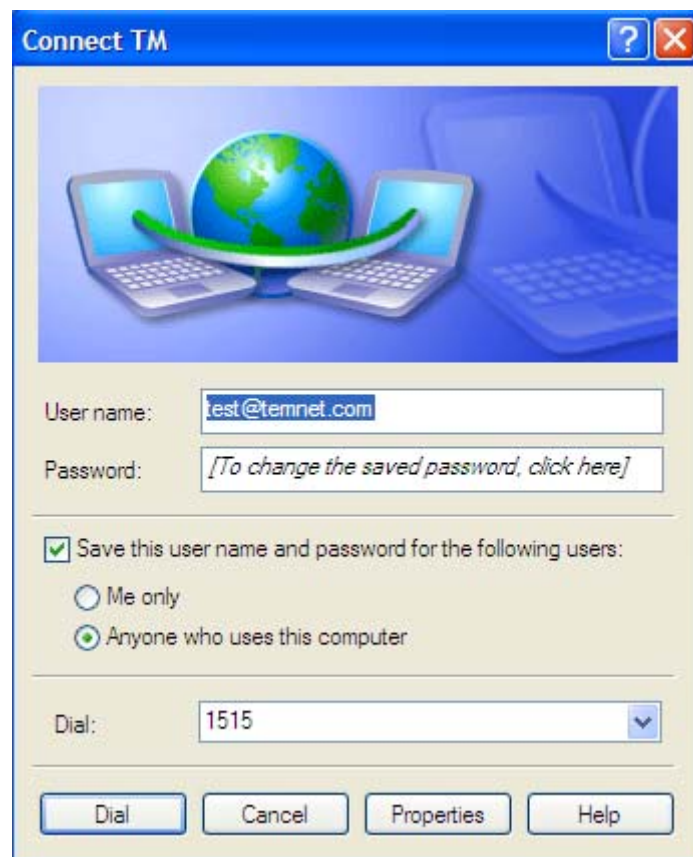 Connect TM
User name: test@temnet.com
Password: [To change the saved password, click here]
Save this user name and password for the following users:
Me only
Anyone who uses this computer
Dial: 1515
Dial Cancel Properties Help